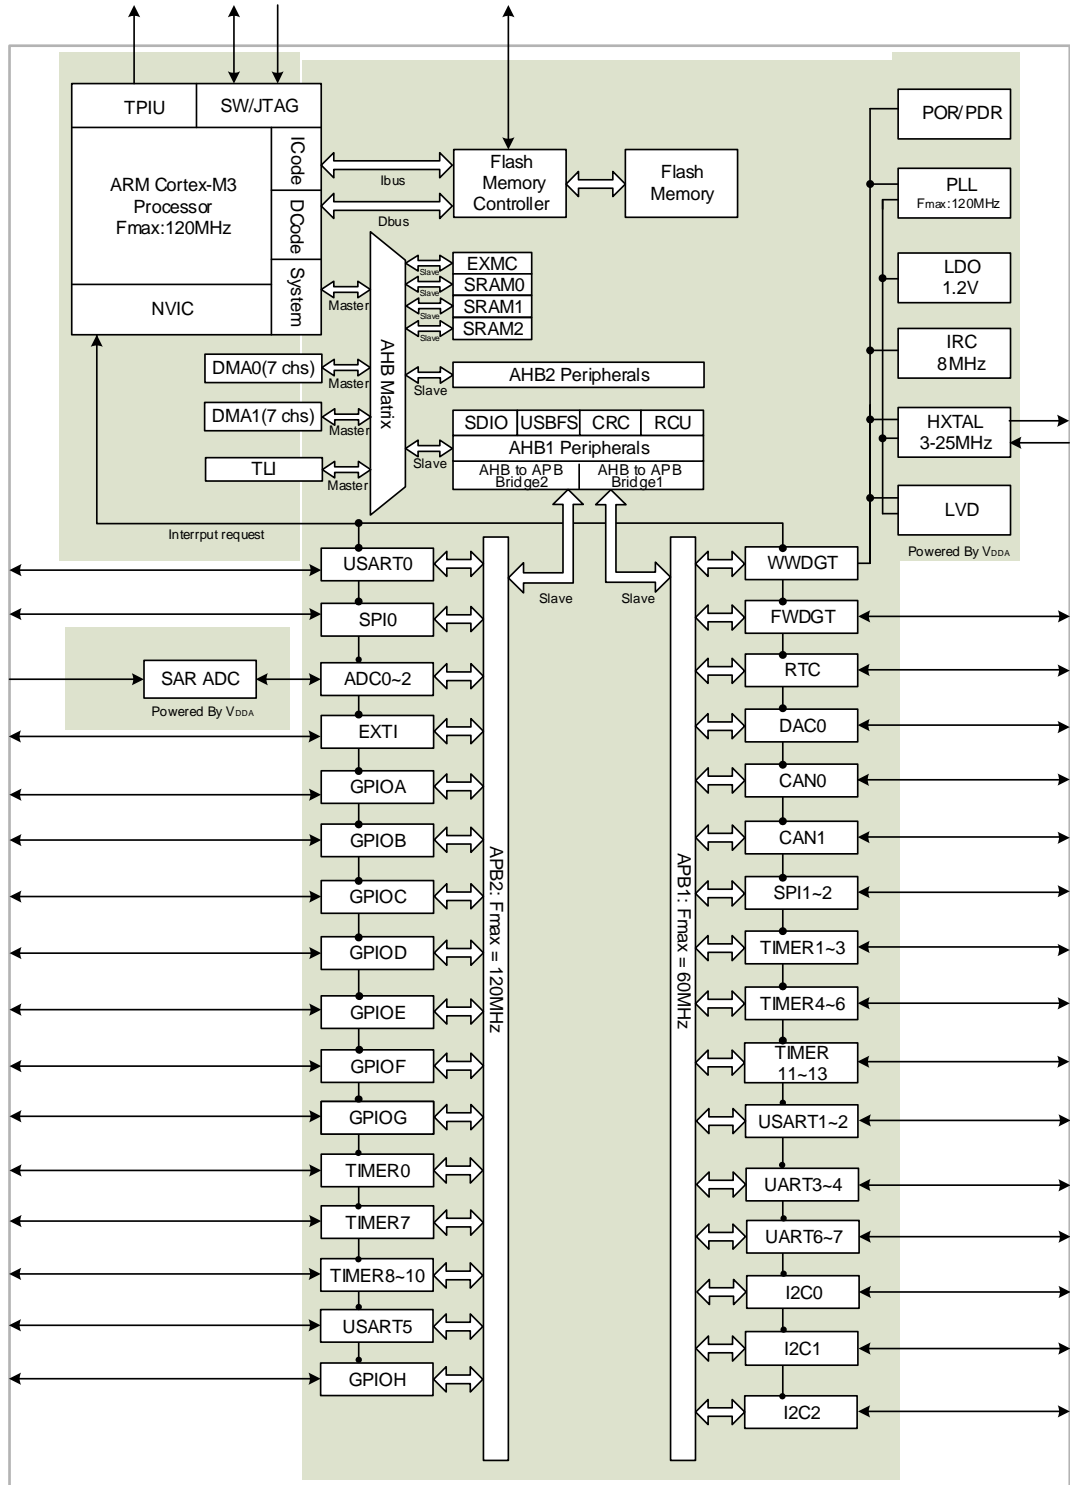 TPIU
SW/JTAG
POR/PDR
ARM Cortex-M3
Processor
Fmax:120MHz
ICode
DCode
System
NVIC
Ibus
Dbus
Flash
Memory
Controller
Flash
Memory
PLL
Fmax:120MHz
LDO
1.2V
IRC
8MHz
HXTAL
3-25MHz
LVD
Powered By VDDA
Master
AHB Matrix
Slave
EXMC
Slave
SRAM0
Slave
SRAM1
Slave
SRAM2
DMA0(7 chs)
Master
Slave
AHB2 Peripherals
DMA1(7 chs)
Master
SDIO
USBFS
CRC
RCU
Slave
AHB1 Peripherals
TLI
Master
AHB to APB
Bridge2
AHB to APB
Bridge1
Interrput request
Slave
Slave
USART0
SPI0
SAR ADC
Powered By VDDA
ADC0~2
EXTI
GPIOA
GPIOB
GPIOC
GPIOD
GPIOE
GPIOF
GPIOG
TIMER0
TIMER7
TIMER8~10
USART5
GPIOH
APB2: Fmax = 120MHz
APB1: Fmax = 60MHz
WWDGT
FWDGT
RTC
DAC0
CAN0
CAN1
SPI1~2
TIMER1~3
TIMER4~6
TIMER
11~13
USART1~2
UART3~4
UART6~7
I2C0
I2C1
I2C2